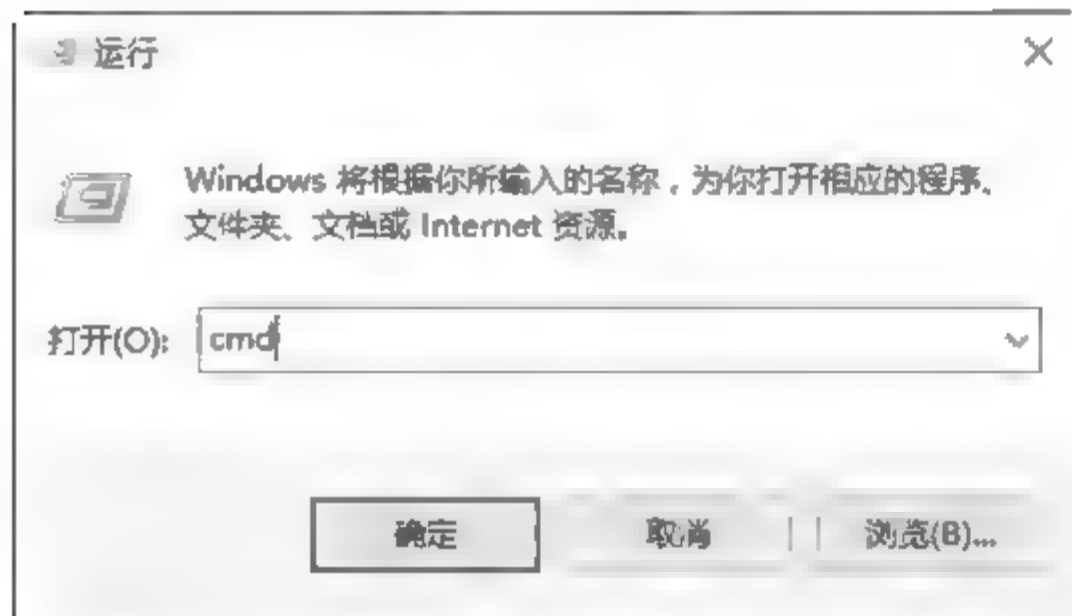 运行
Windows 将根据你所输入的名称，为你打开相应的程序、
文件夹、文档或 Internet 资源。
打开(O): cmd
确定 取消 浏览(B)...